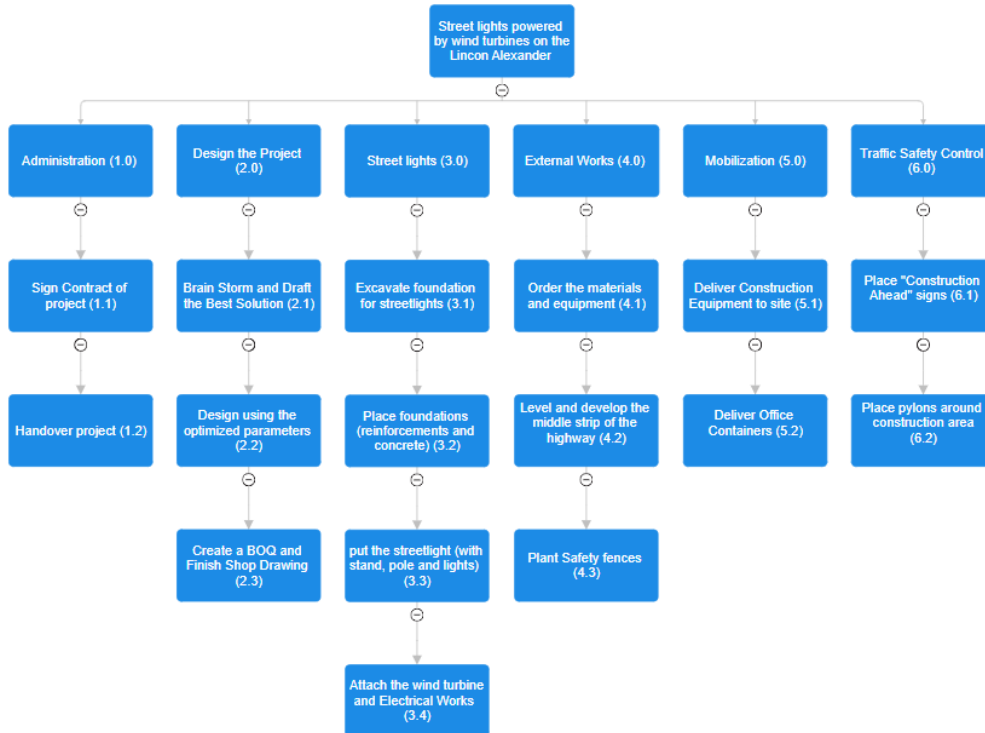 Street lights powered
by wind turbines on the
Lincon Alexander
Administration (1.0)
Design the Project
(2.0)
Street lights (3.0)
External Works (4.0)
Mobilization (5.0)
Traffic Safety Control
(6.0)
Sign Contract of
project (1.1)
Brain Storm and Draft
the Best Solution (2.1)
Excavate foundation
for streetlights (3.1)
Order the materials
and equipment (4.1)
Deliver Construction
Equipment to site (5.1)
Place "Construction
Ahead" signs (6.1)
Handover project (1.2)
Design using the
optimized parameters
(2.2)
Place foundations
(reinforcements and
concrete) (3.2)
Level and develop the
middle strip of the
highway (4.2)
Deliver Office
Containers (5.2)
Place pylons around
construction area
(6.2)
Create a BOQ and
Finish Shop Drawing
(2.3)
put the streetlight (with
stand, pole and lights)
(3.3)
Plant Safety fences
(4.3)
Attach the wind turbine
and Electrical Works
(3.4)